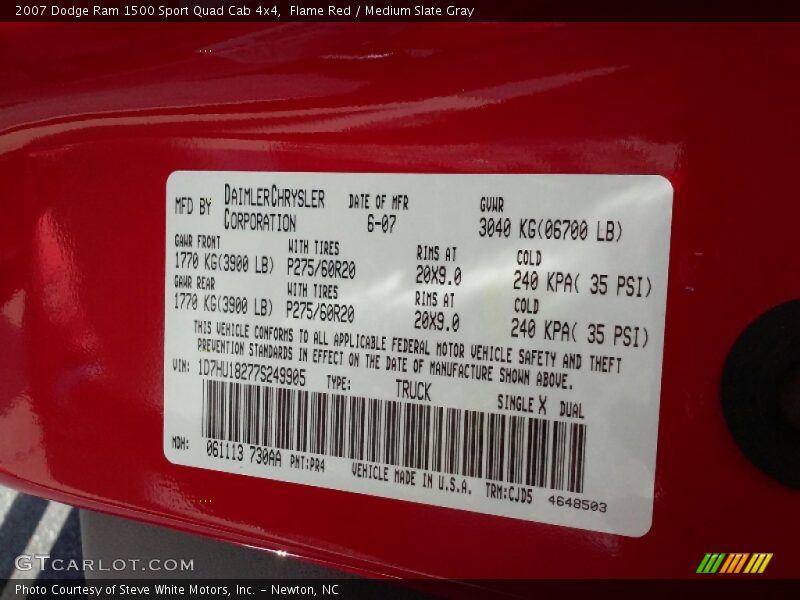 2007 Dodge Ram 1500 Sport Quad Cab 4x4, Flame Red / Medium Slate Gray
MFD BY DAIMLERCHRYSLER CORPORATION DATE OF MFR 6-07 GVWR 3040 KG(06700 LB)
GAWR FRONT WITH TIRES RIMS AT COLD
1770 KG(3900 LB) P275/60R20 20X9.0 240 KPA( 35 PSI)
GAWR REAR WITH TIRES RIMS AT COLD
1770 KG(3900 LB) P275/60R20 20X9.0 240 KPA( 35 PSI)
THIS VEHICLE CONFORMS TO ALL APPLICABLE FEDERAL MOTOR VEHICLE SAFETY AND THEFT
PREVENTION STANDARDS IN EFFECT ON THE DATE OF MANUFACTURE SHOWN ABOVE.
VIN: 1D7HU18277S249905 TYPE: TRUCK SINGLE X DUAL
MDH: 061113 730AA PNT:PR4 VEHICLE MADE IN U.S.A. TRM:CJD5 4648503
GTCARLOT.COM
Photo Courtesy of Steve White Motors, Inc. – Newton, NC